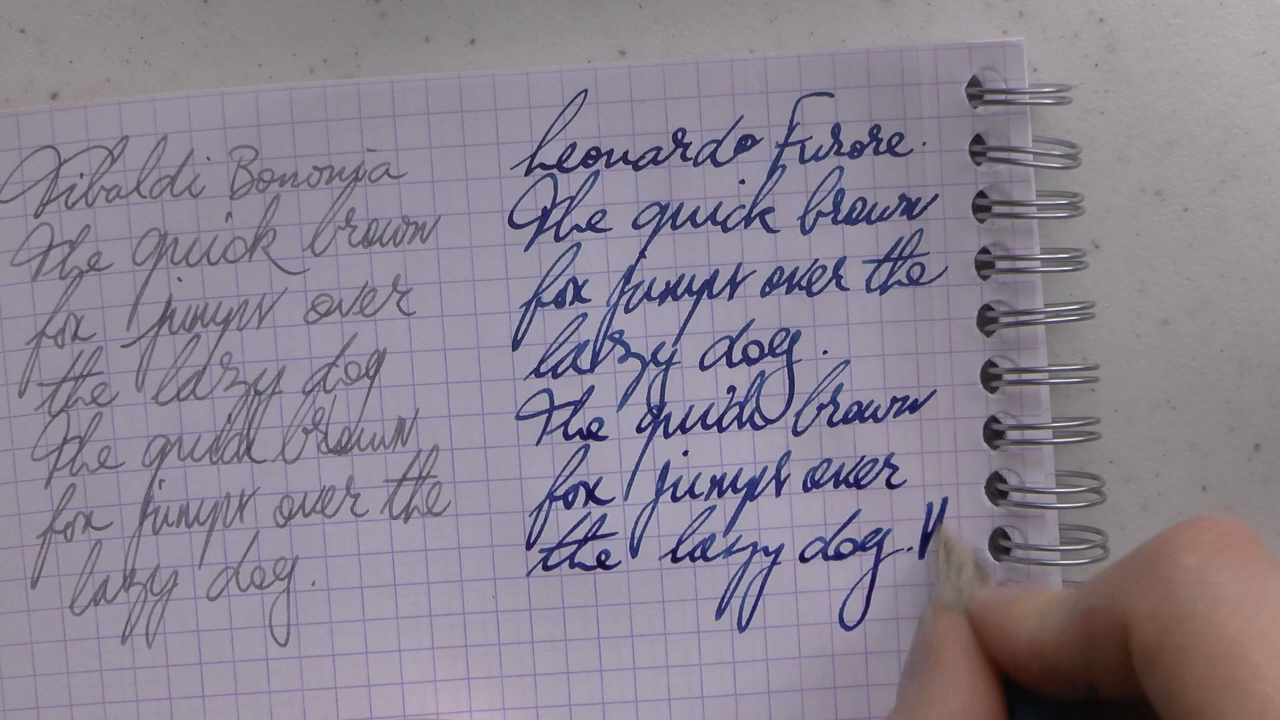 Tibaldi Bononia
The quick brown
fox jumps over
the lazy dog
The quick brown
fox jumps over the
lazy dog.
Leonardo Furore.
The quick brown
fox jumps over the
lazy dog.
The quick brown
fox jumps over
the lazy dog.